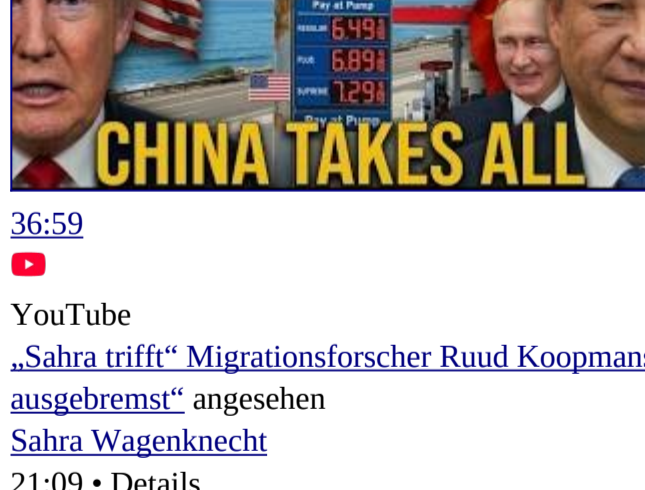 Pay at Pump
REGULAR 6.49
PLUS 6.89
SUPREME 7.29
Pay at Pump
CHINA TAKES ALL
36:59
YouTube
„Sahra trifft“ Migrationsforscher Ruud Koopmans
ausgebremst“ angesehen
Sahra Wagenknecht
21:09 • Details